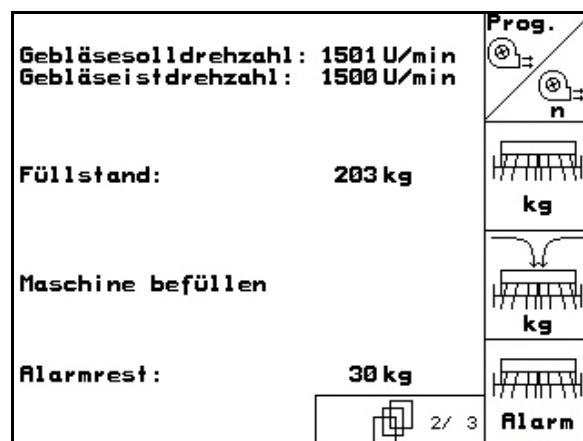 Prog.
Gebläsesolldrehzahl: 1501 U/min
Gebläseistdrehzahl: 1500 U/min
n
Füllstand: 203 kg
kg
Maschine befüllen
kg
Alarmrest: 30 kg
2/ 3
Alarm